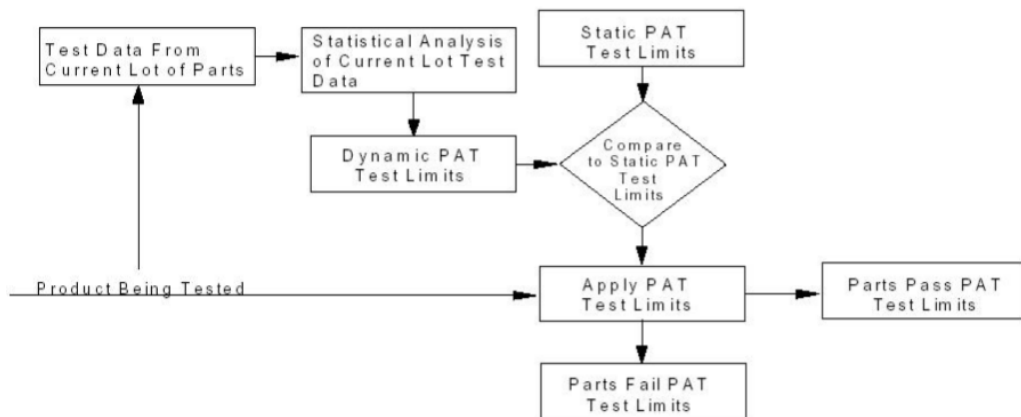 Test Data From
Current Lot of Parts
Statistical Analysis
of Current Lot Test
Data
Static PAT
Test Limits
Dynamic PAT
Test Limits
Compare
to Static PAT
Test
Limits
Product Being Tested
Apply PAT
Test Limits
Parts Pass PAT
Test Limits
Parts Fail PAT
Test Limits